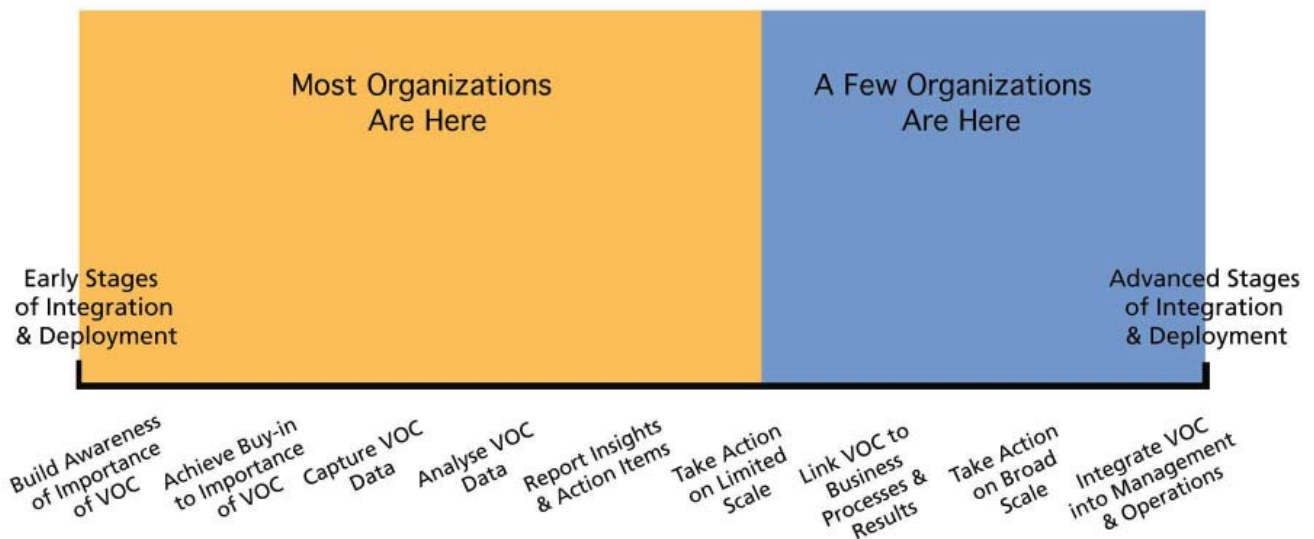 Most Organizations
Are Here
A Few Organizations
Are Here
Early Stages
of Integration
& Deployment
Advanced Stages
of Integration
& Deployment
Build Awareness
of Importance
of VOC
Achieve Buy-in
to Importance
of VOC
Capture VOC
Data
Analyse VOC
Data
Report Insights
& Action Items
Take Action
on Limited
Scale
Link VOC to
Business
Processes &
Results
Take Action
on Broad
Scale
Integrate VOC
into Management
& Operations